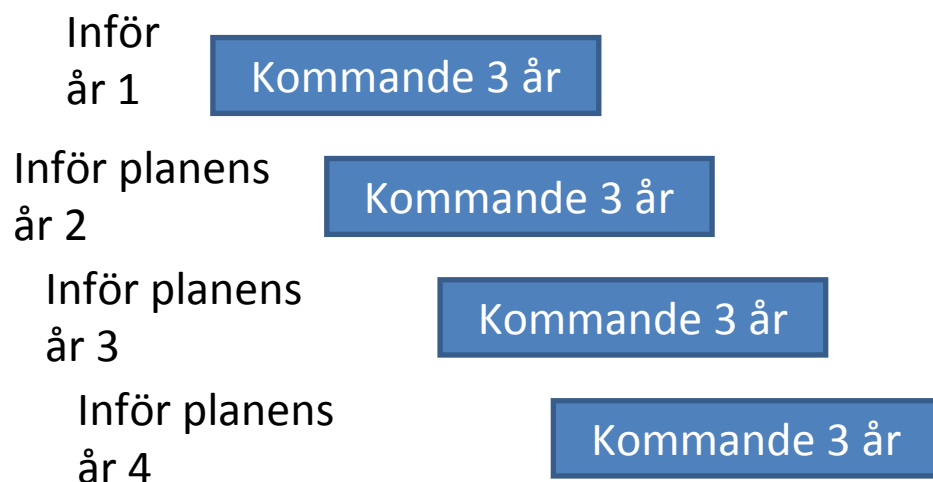 Inför
år 1
Kommande 3 år
Inför planens
år 2
Kommande 3 år
Inför planens
år 3
Kommande 3 år
Inför planens
år 4
Kommande 3 år